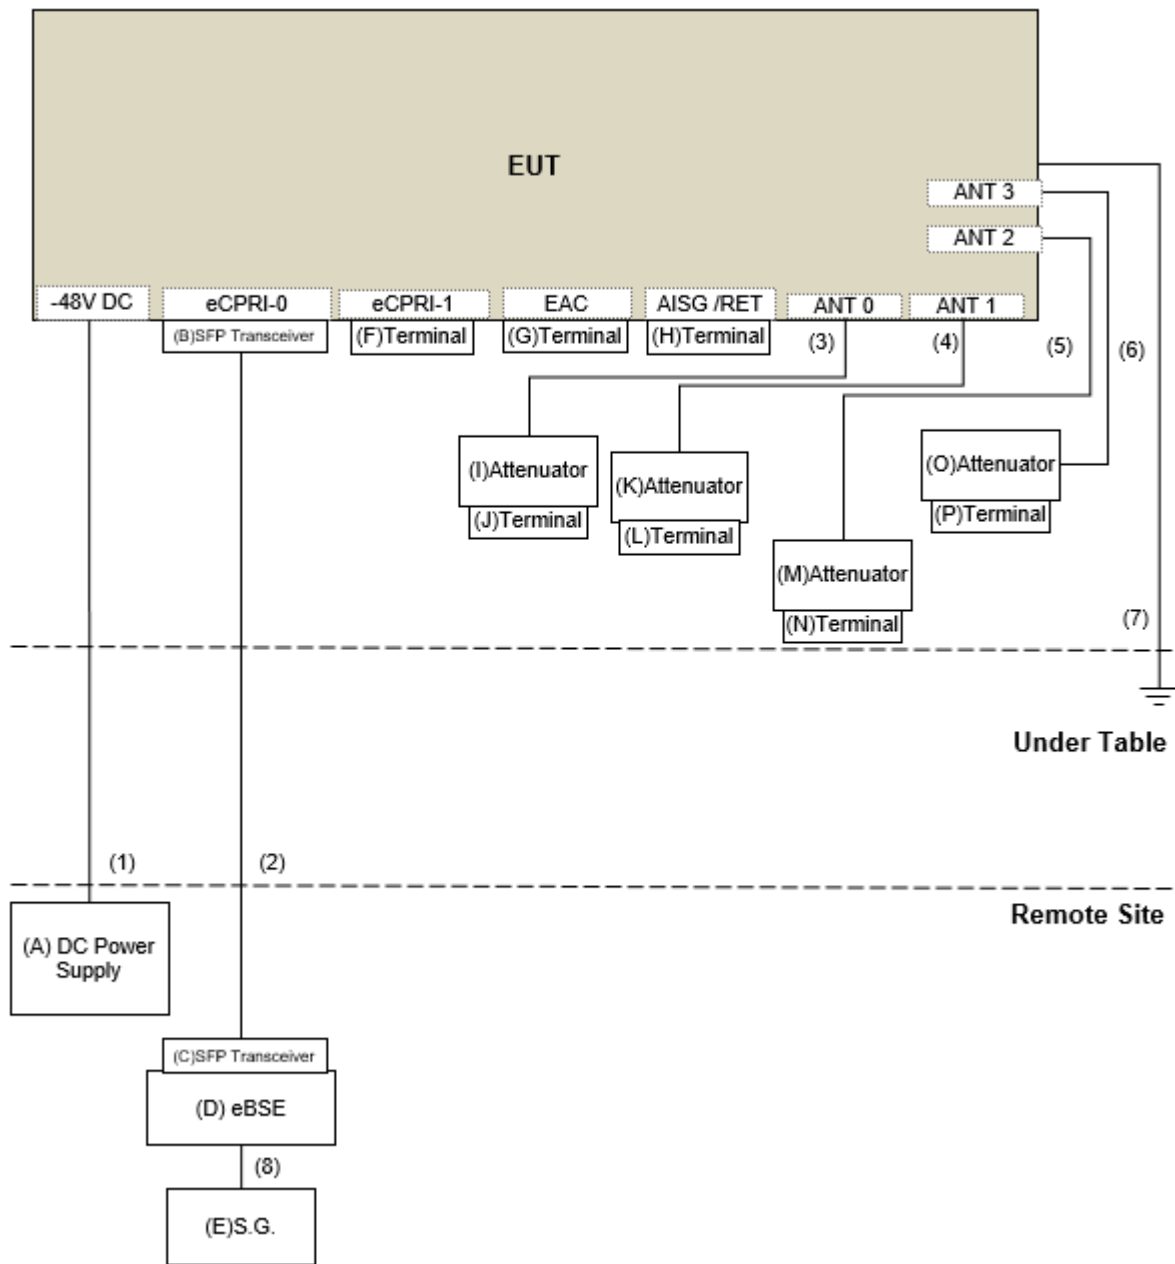 EUT
ANT 3
ANT 2
-48V DC
eCPRI-0
eCPRI-1
EAC
AISG /RET
ANT 0
ANT 1
(B)SFP Transceiver
(F)Terminal
(G)Terminal
(H)Terminal
(3)
(4)
(5)
(6)
(I)Attenuator
(J)Terminal
(K)Attenuator
(L)Terminal
(O)Attenuator
(P)Terminal
(M)Attenuator
(N)Terminal
(7)
Under Table
(1)
(2)
Remote Site
(A) DC Power
Supply
(C)SFP Transceiver
(D) eBSE
(8)
(E)S.G.